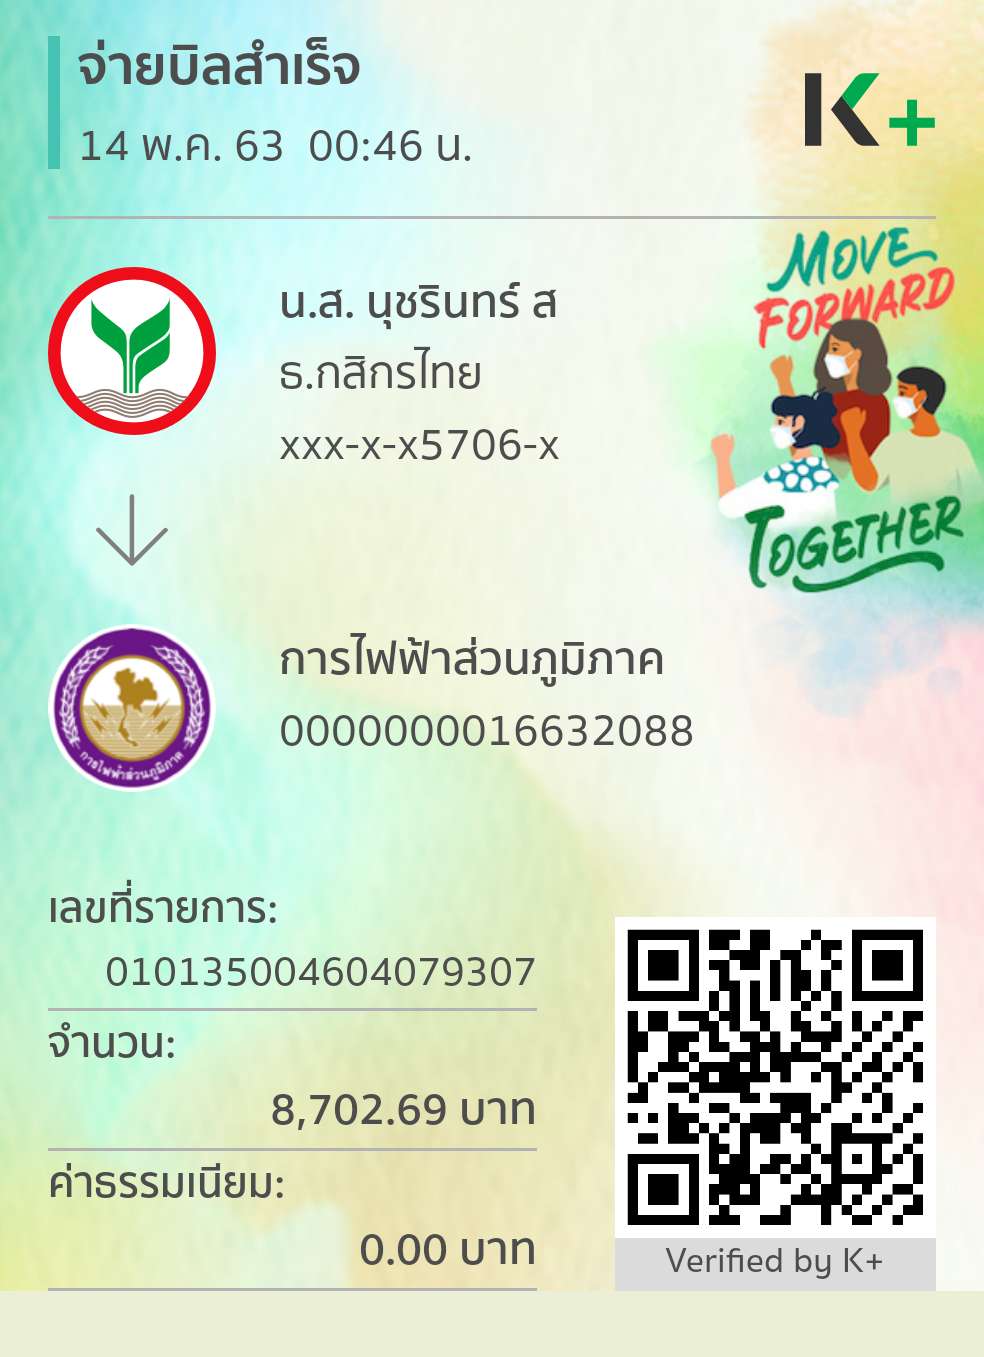 จ่ายบิลสำเร็จ
14 พ.ค. 63 00:46 น.
K+
MOVE
FORWARD
TOGETHER
น.ส. นุชรินทร์ ส
ธ.กสิกรไทย
xxx-x-x5706-x
การไฟฟ้าส่วนภูมิภาค
0000000016632088
การไฟฟ้าส่วนภูมิภาค
เลขที่รายการ:
010135004604079307
จำนวน:
8,702.69 บาท
ค่าธรรมเนียม:
0.00 บาท
Verified by K+